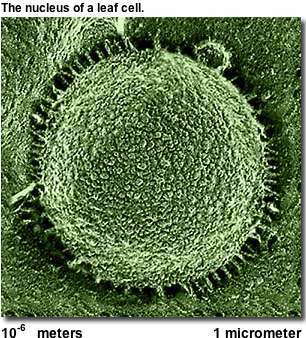 The nucleus of a leaf cell.
10⁻⁶ meters 1 micrometer